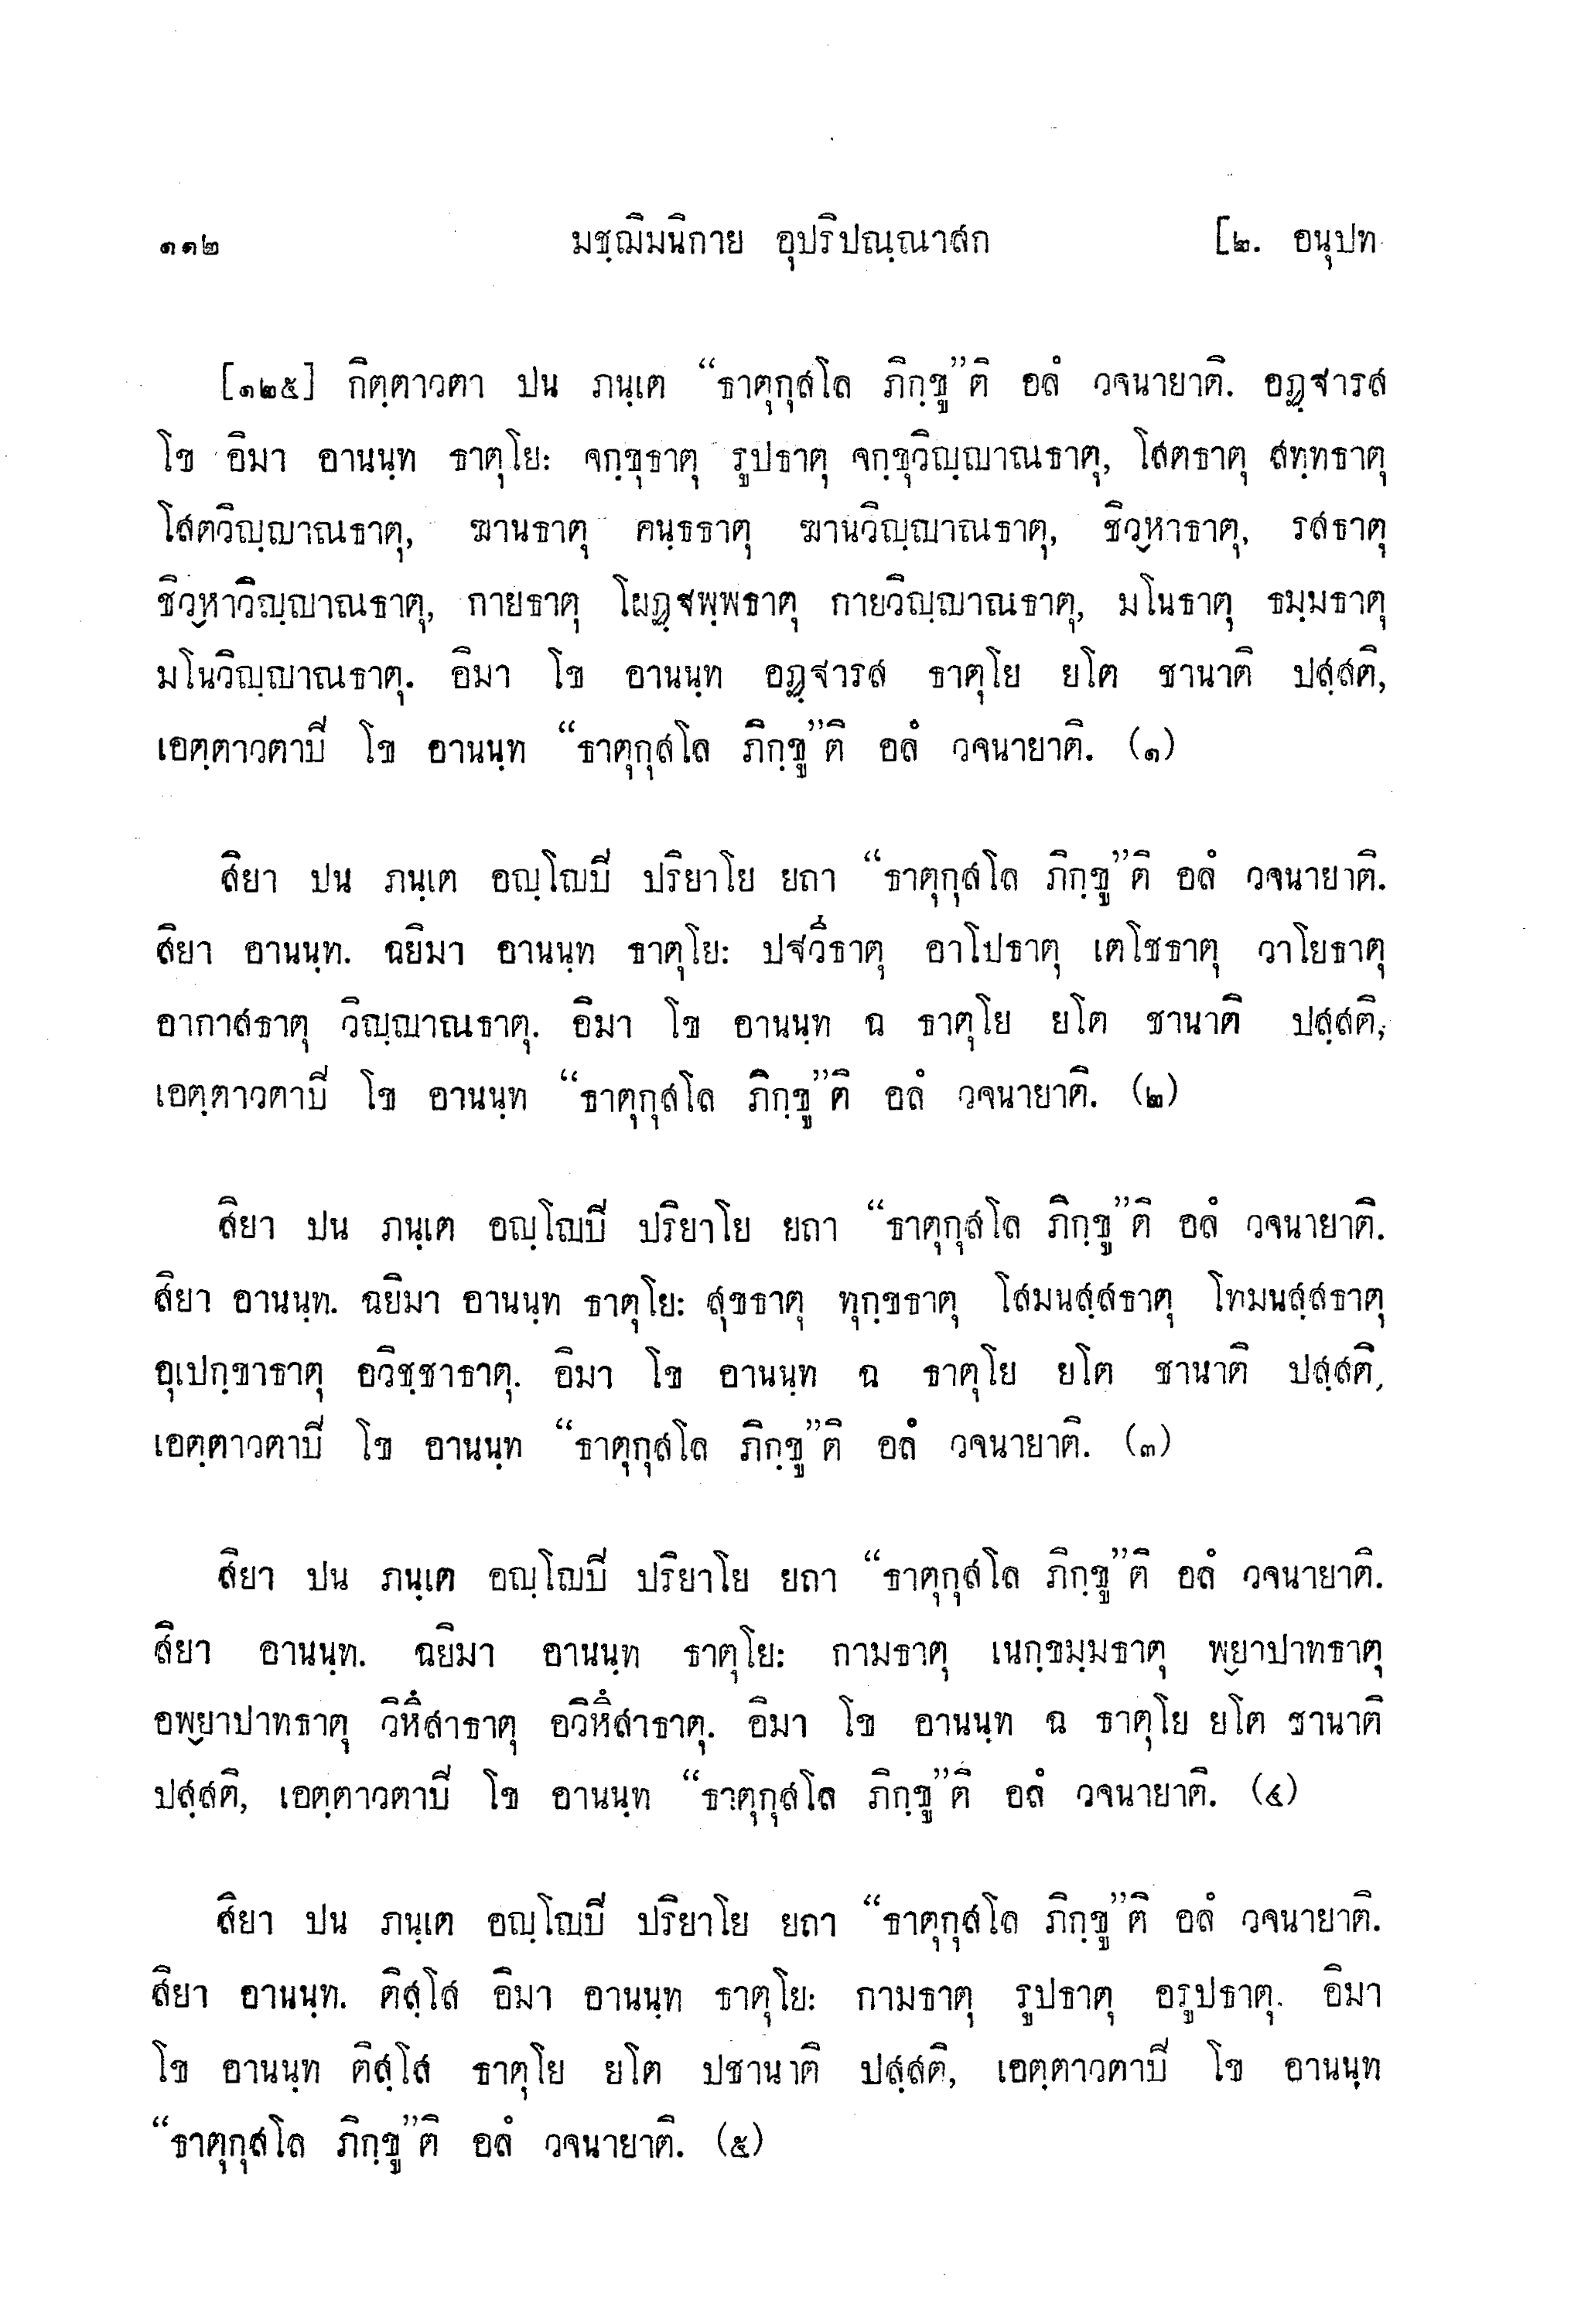 ๑๑๒ มชฺฌิมนิกาย อุปริปณฺณาสก [๒. อนุปท
[๑๒๕] กิตฺตาวตา ปน ภนฺเต “ธาตุกุสโล ภิกฺขู”ติ อลํ วจนายาติ. อฏฺฐารส
โข อิมา อานนฺท ธาตุโย: จกฺขุธาตุ รูปธาตุ จกฺขุวิญฺญาณธาตุ, โสตธาตุ สทฺทธาตุ
โสตวิญฺญาณธาตุ, ฆานธาตุ คนฺธธาตุ ฆานวิญฺญาณธาตุ, ชิวฺหาธาตุ, รสธาตุ
ชิวฺหาวิญฺญาณธาตุ, กายธาตุ โผฏฺฐพฺพธาตุ กายวิญฺญาณธาตุ, มโนธาตุ ธมฺมธาตุ
มโนวิญฺญาณธาตุ. อิมา โข อานนฺท อฏฺฐารส ธาตุโย ยโต ชานาติ ปสฺสติ,
เอตฺตาวตาปี โข อานนฺท “ธาตุกุสโล ภิกฺขู”ติ อลํ วจนายาติ. (๑)
สิยา ปน ภนฺเต อญฺโญปี ปริยาโย ยถา “ธาตุกุสโล ภิกฺขู”ติ อลํ วจนายาติ.
สิยา อานนฺท. ฉยิมา อานนฺท ธาตุโย: ปฐวีธาตุ อาโปธาตุ เตโชธาตุ วาโยธาตุ
อากาสธาตุ วิญฺญาณธาตุ. อิมา โข อานนฺท ฉ ธาตุโย ยโต ชานาติ ปสฺสติ,
เอตฺตาวตาปี โข อานนฺท “ธาตุกุสโล ภิกฺขู”ติ อลํ วจนายาติ. (๒)
สิยา ปน ภนฺเต อญฺโญปี ปริยาโย ยถา “ธาตุกุสโล ภิกฺขู”ติ อลํ วจนายาติ.
สิยา อานนฺท. ฉยิมา อานนฺท ธาตุโย: สุขธาตุ ทุกฺขธาตุ โสมนสฺสธาตุ โทมนสฺสธาตุ
อุเปกฺขาธาตุ อวิชฺชาธาตุ. อิมา โข อานนฺท ฉ ธาตุโย ยโต ชานาติ ปสฺสติ,
เอตฺตาวตาปี โข อานนฺท “ธาตุกุสโล ภิกฺขู”ติ อลํ วจนายาติ. (๓)
สิยา ปน ภนฺเต อญฺโญปี ปริยาโย ยถา “ธาตุกุสโล ภิกฺขู”ติ อลํ วจนายาติ.
สิยา อานนฺท. ฉยิมา อานนฺท ธาตุโย: กามธาตุ เนกฺขมฺมธาตุ พฺยาปาทธาตุ
อพฺยาปาทธาตุ วิหึสาธาตุ อวิหึสาธาตุ. อิมา โข อานนฺท ฉ ธาตุโย ยโต ชานาติ
ปสฺสติ, เอตฺตาวตาปี โข อานนฺท “ธาตุกุสโล ภิกฺขู”ติ อลํ วจนายาติ. (๔)
สิยา ปน ภนฺเต อญฺโญปี ปริยาโย ยถา “ธาตุกุสโล ภิกฺขู”ติ อลํ วจนายาติ.
สิยา อานนฺท. ติสฺโส อิมา อานนฺท ธาตุโย: กามธาตุ รูปธาตุ อรูปธาตุ. อิมา
โข อานนฺท ติสฺโส ธาตุโย ยโต ปชานาติ ปสฺสติ, เอตฺตาวตาปี โข อานนฺท
“ธาตุกุสโล ภิกฺขู”ติ อลํ วจนายาติ. (๕)